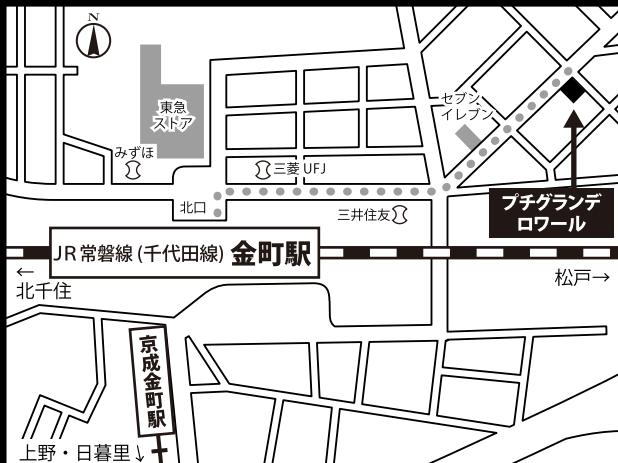 N
東急
ストア
セブン
イレブン
みずほ
三菱 UFJ
北口
三井住友
プチグランデ
ロワール
JR 常磐線 (千代田線) 金町駅
←
北千住
松戸→
京成金町駅
上野・日暮里↓